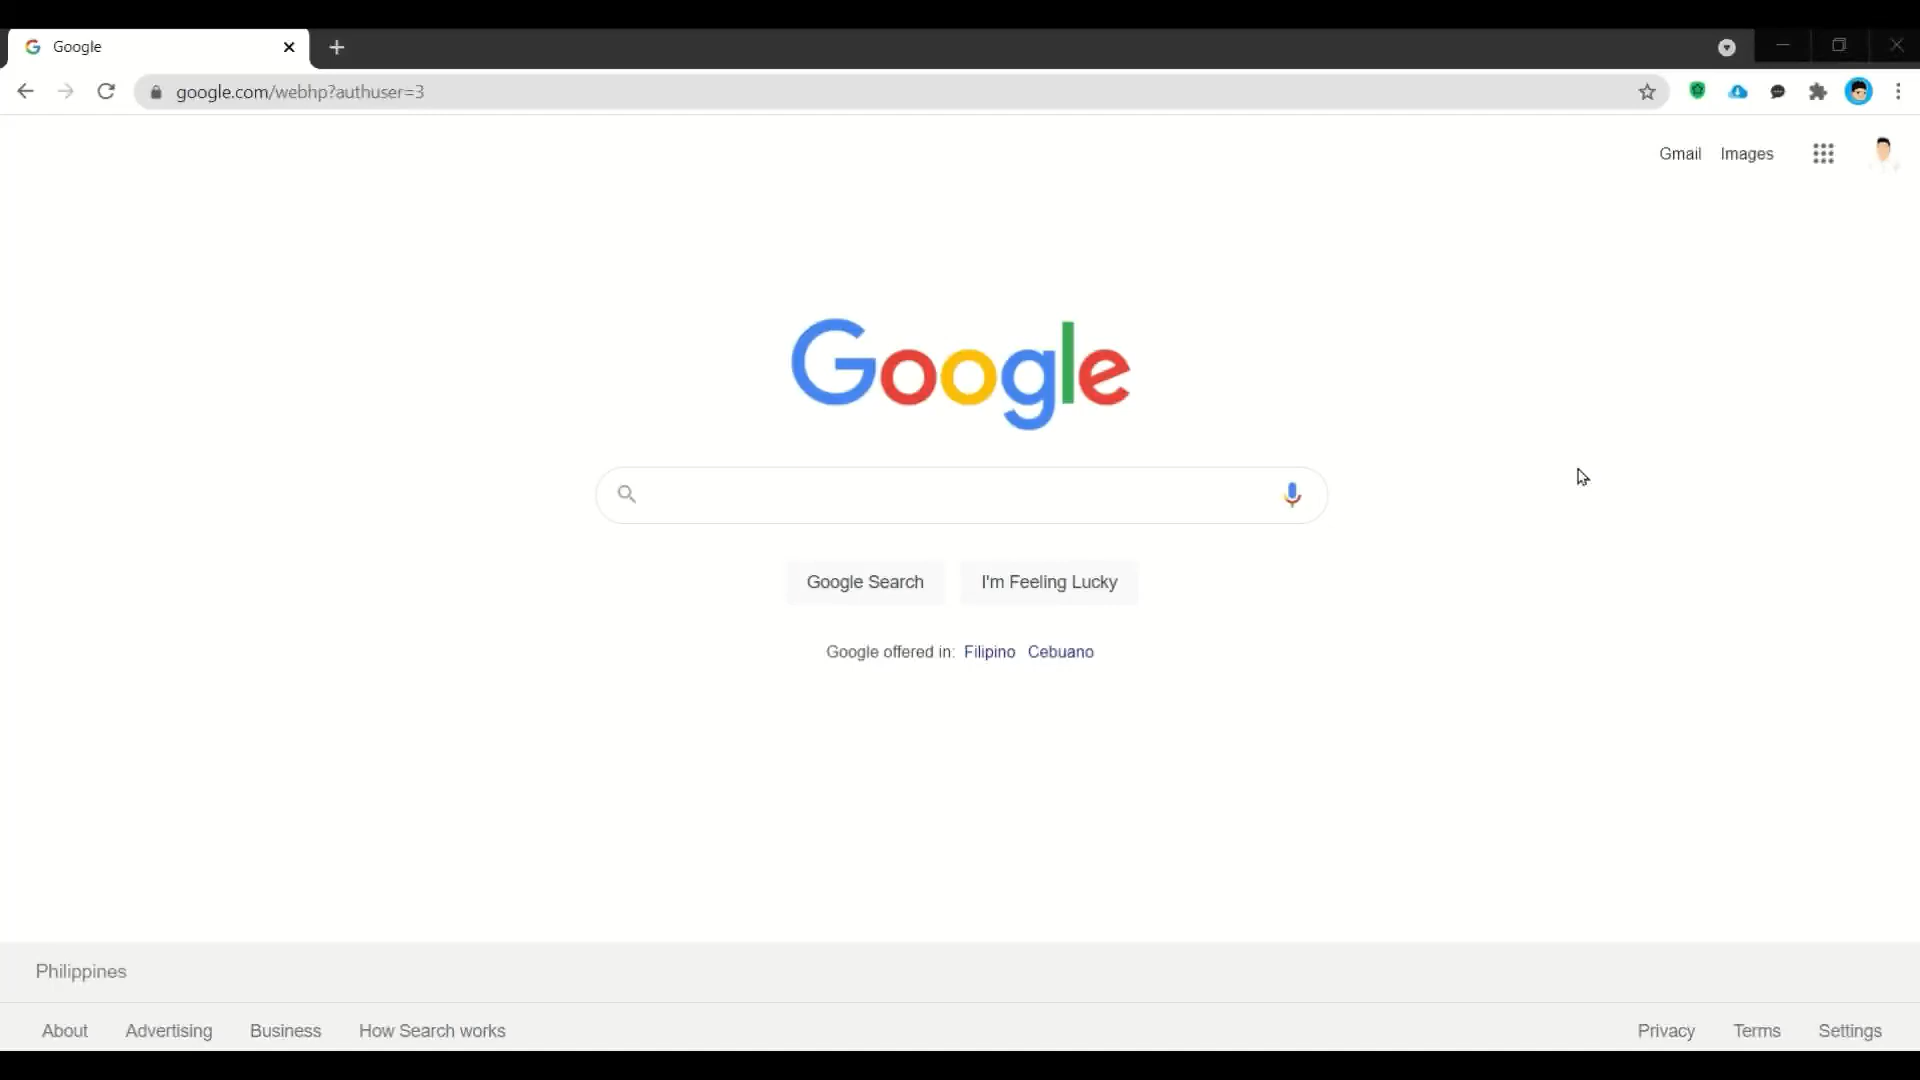 Google
google.com/webhp?authuser=3
Gmail Images
Google
Google Search I'm Feeling Lucky
Google offered in: Filipino Cebuano
Philippines
About Advertising Business How Search works Privacy Terms Settings